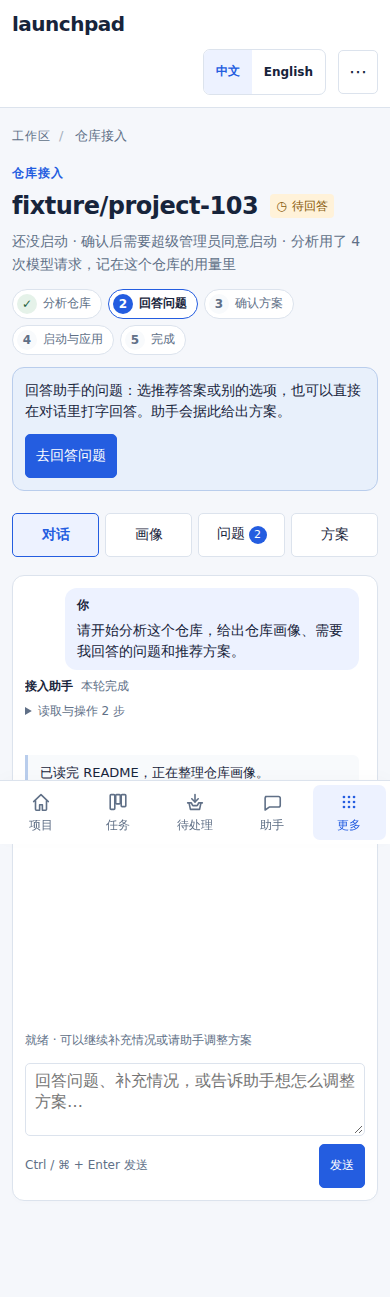 launchpad
中文 English ⋯
工作区 / 仓库接入
仓库接入
fixture/project-103 ◷ 待回答
还没启动 · 确认后需要超级管理员同意启动 · 分析用了 4
次模型请求，记在这个仓库的用量里
✓ 分析仓库 2 回答问题 3 确认方案
4 启动与应用 5 完成
回答助手的问题：选推荐答案或别的选项，也可以直接
在对话里打字回答。助手会据此给出方案。
去回答问题
对话 画像 问题 2 方案
你
请开始分析这个仓库，给出仓库画像、需要
我回答的问题和推荐方案。
接入助手 本轮完成
▶ 读取与操作 2 步
已读完 README，正在整理仓库画像。
项目 任务 待处理 助手 更多
就绪 · 可以继续补充情况或请助手调整方案
回答问题、补充情况，或告诉助手想怎么调整
方案…
Ctrl / ⌘ + Enter 发送 发送